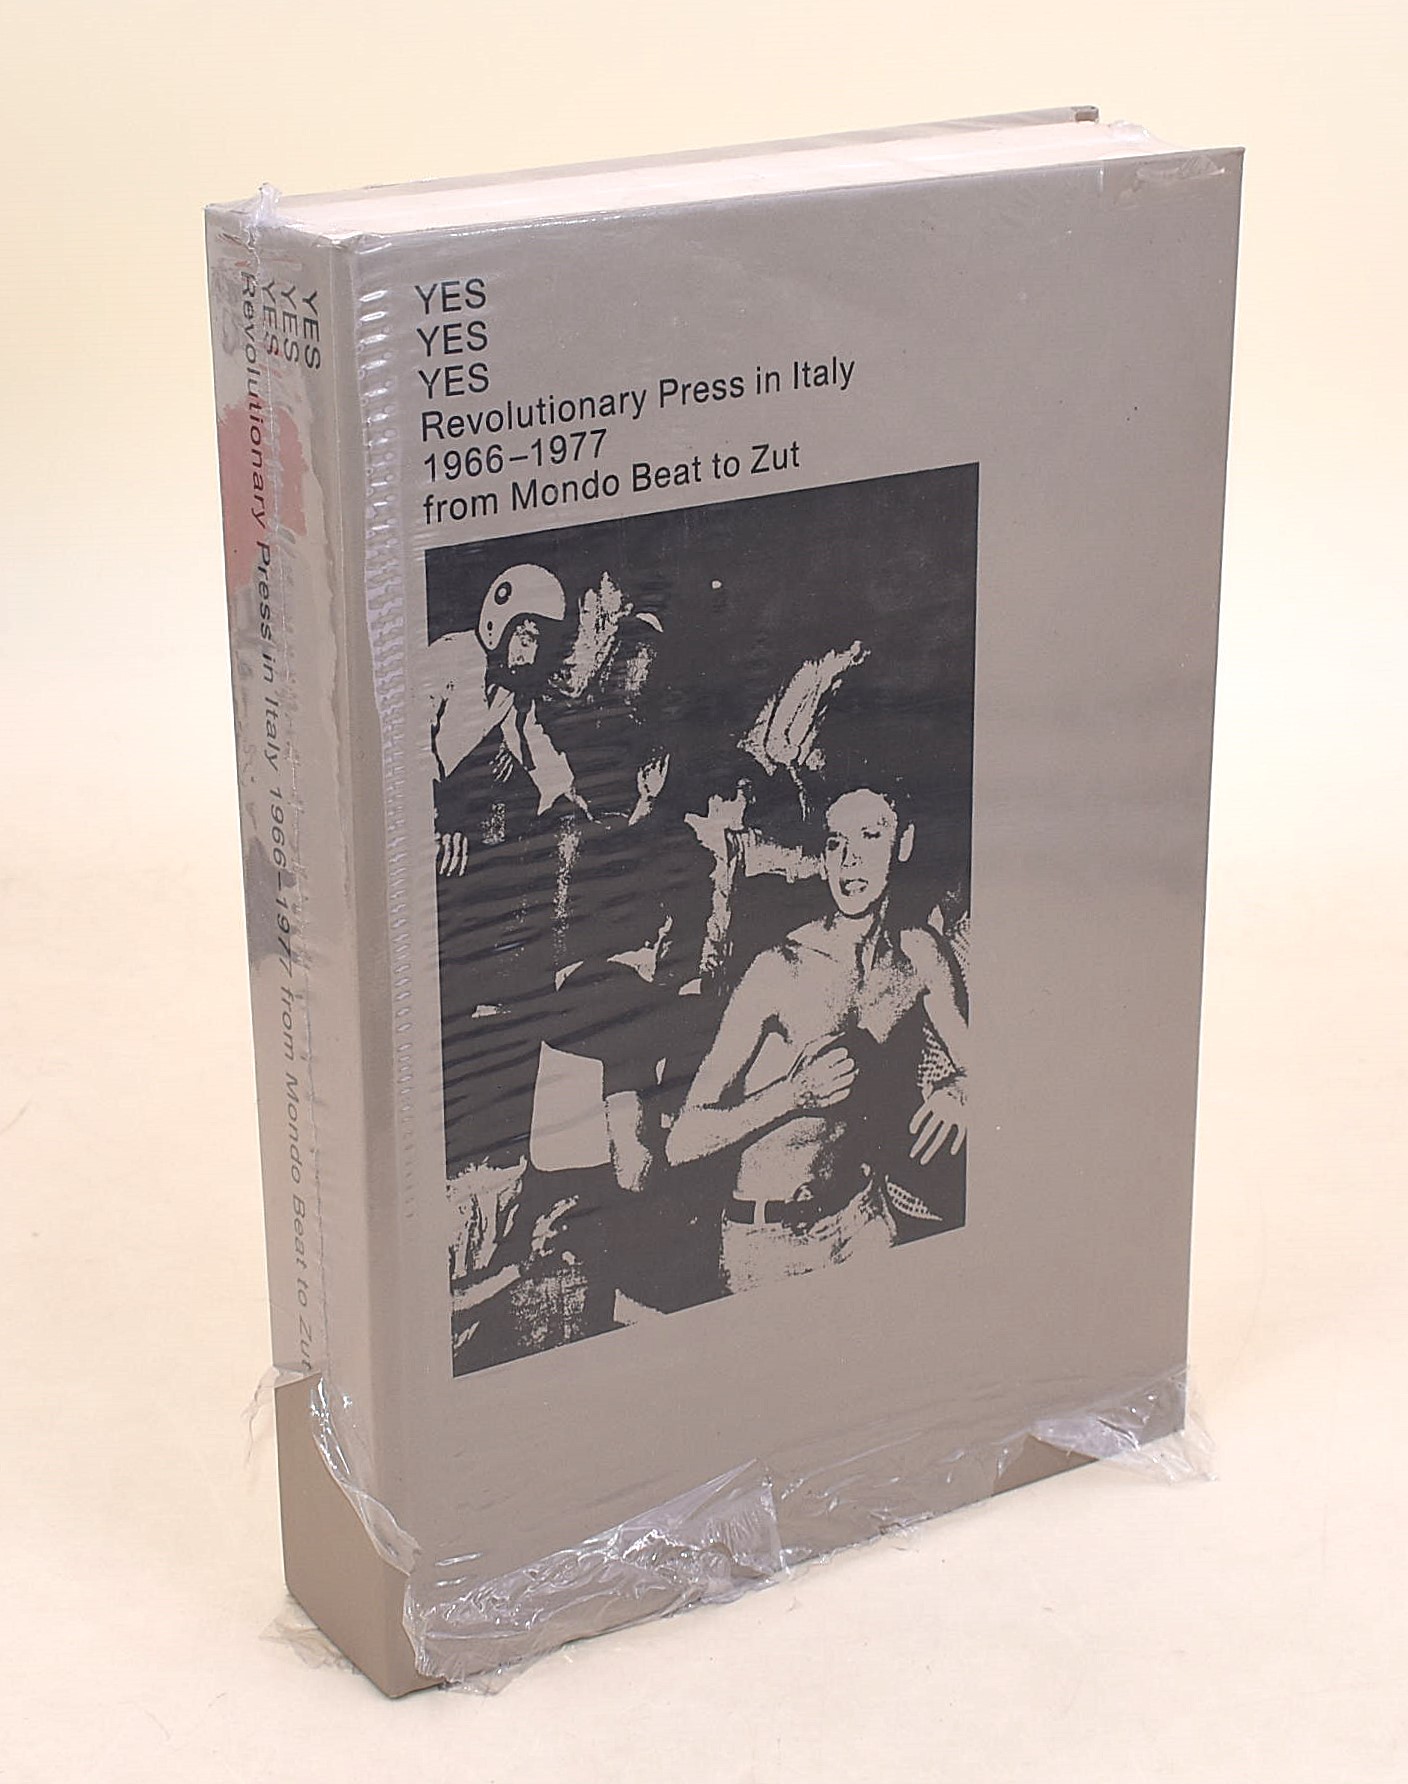 YES
YES
YES
Revolutionary Press in Italy
1966–1977
from Mondo Beat to Zut
YES
YES
YES
Revolutionary Press in Italy 1966–1977 from Mondo Beat to Zut